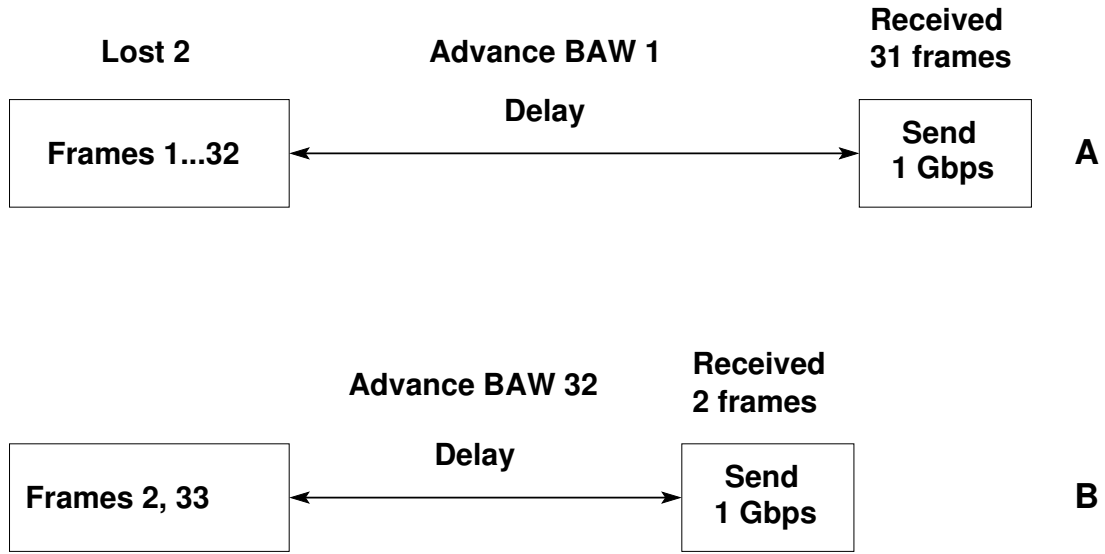 Lost 2
Advance BAW 1
Received
31 frames
Delay
Frames 1...32
Send
1 Gbps
A
Advance BAW 32
Received
2 frames
Delay
Frames 2, 33
Send
1 Gbps
B